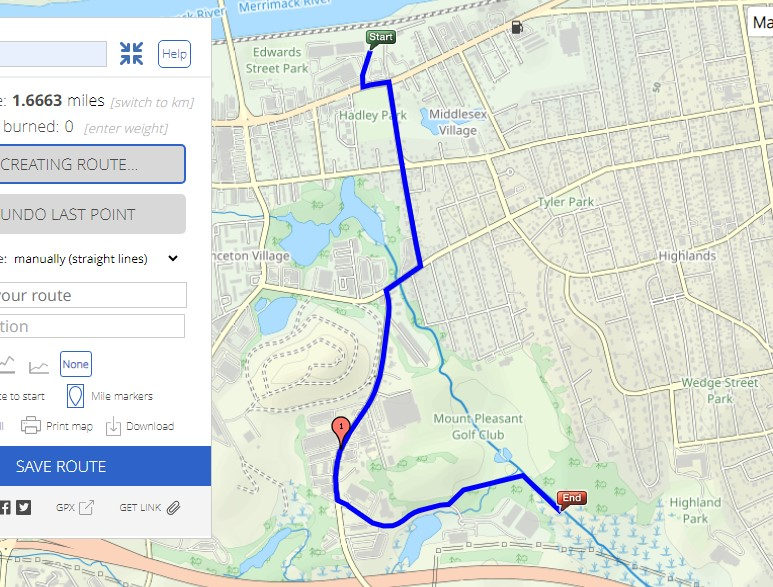 Merrimack River
Merrimack River
Ma
Start
Edwards
Street Park
Help
e: 1.6663 miles [switch to km]
burned: 0 [enter weight]
Hadley Park
Middlesex
Village
CREATING ROUTE...
UNDO LAST POINT
Tyler Park
e: manually (straight lines)
nceton Village
Highlands
our route
tion
None
te to start
Mile markers
Wedge Street
Park
Print map
Download
1
Mount Pleasant
Golf Club
SAVE ROUTE
End
Highland
Park
GPX
GET LINK